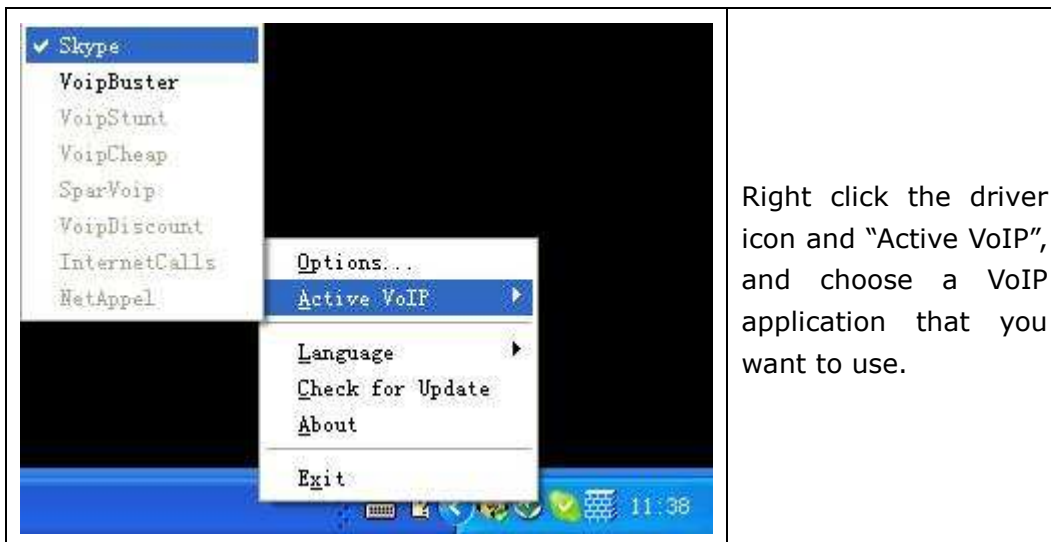 Skype
VoipBuster
VoipStunt
VoipCheap
SparVoip
VoipDiscount
InternetCalls
NetAppel
Options...
Active VoIP
Language
Check for Update
About
Exit
11:38
Right click the driver
icon and “Active VoIP”,
and choose a VoIP
application that you
want to use.